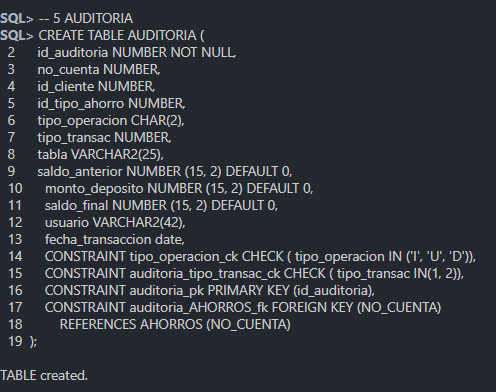 SQL> -- 5 AUDITORIA
SQL> CREATE TABLE AUDITORIA (
2 id_auditoria NUMBER NOT NULL,
3 no_cuenta NUMBER,
4 id_cliente NUMBER,
5 id_tipo_ahorro NUMBER,
6 tipo_operacion CHAR(2),
7 tipo_transac NUMBER,
8 tabla VARCHAR2(25),
9 saldo_anterior NUMBER (15, 2) DEFAULT 0,
10 monto_deposito NUMBER (15, 2) DEFAULT 0,
11 saldo_final NUMBER (15, 2) DEFAULT 0,
12 usuario VARCHAR2(42),
13 fecha_transaccion date,
14 CONSTRAINT tipo_operacion_ck CHECK ( tipo_operacion IN ('I', 'U', 'D')),
15 CONSTRAINT auditoria_tipo_transac_ck CHECK ( tipo_transac IN(1, 2)),
16 CONSTRAINT auditoria_pk PRIMARY KEY (id_auditoria),
17 CONSTRAINT auditoria_AHORROS_fk FOREIGN KEY (NO_CUENTA)
18 REFERENCES AHORROS (NO_CUENTA)
19 );
TABLE created.